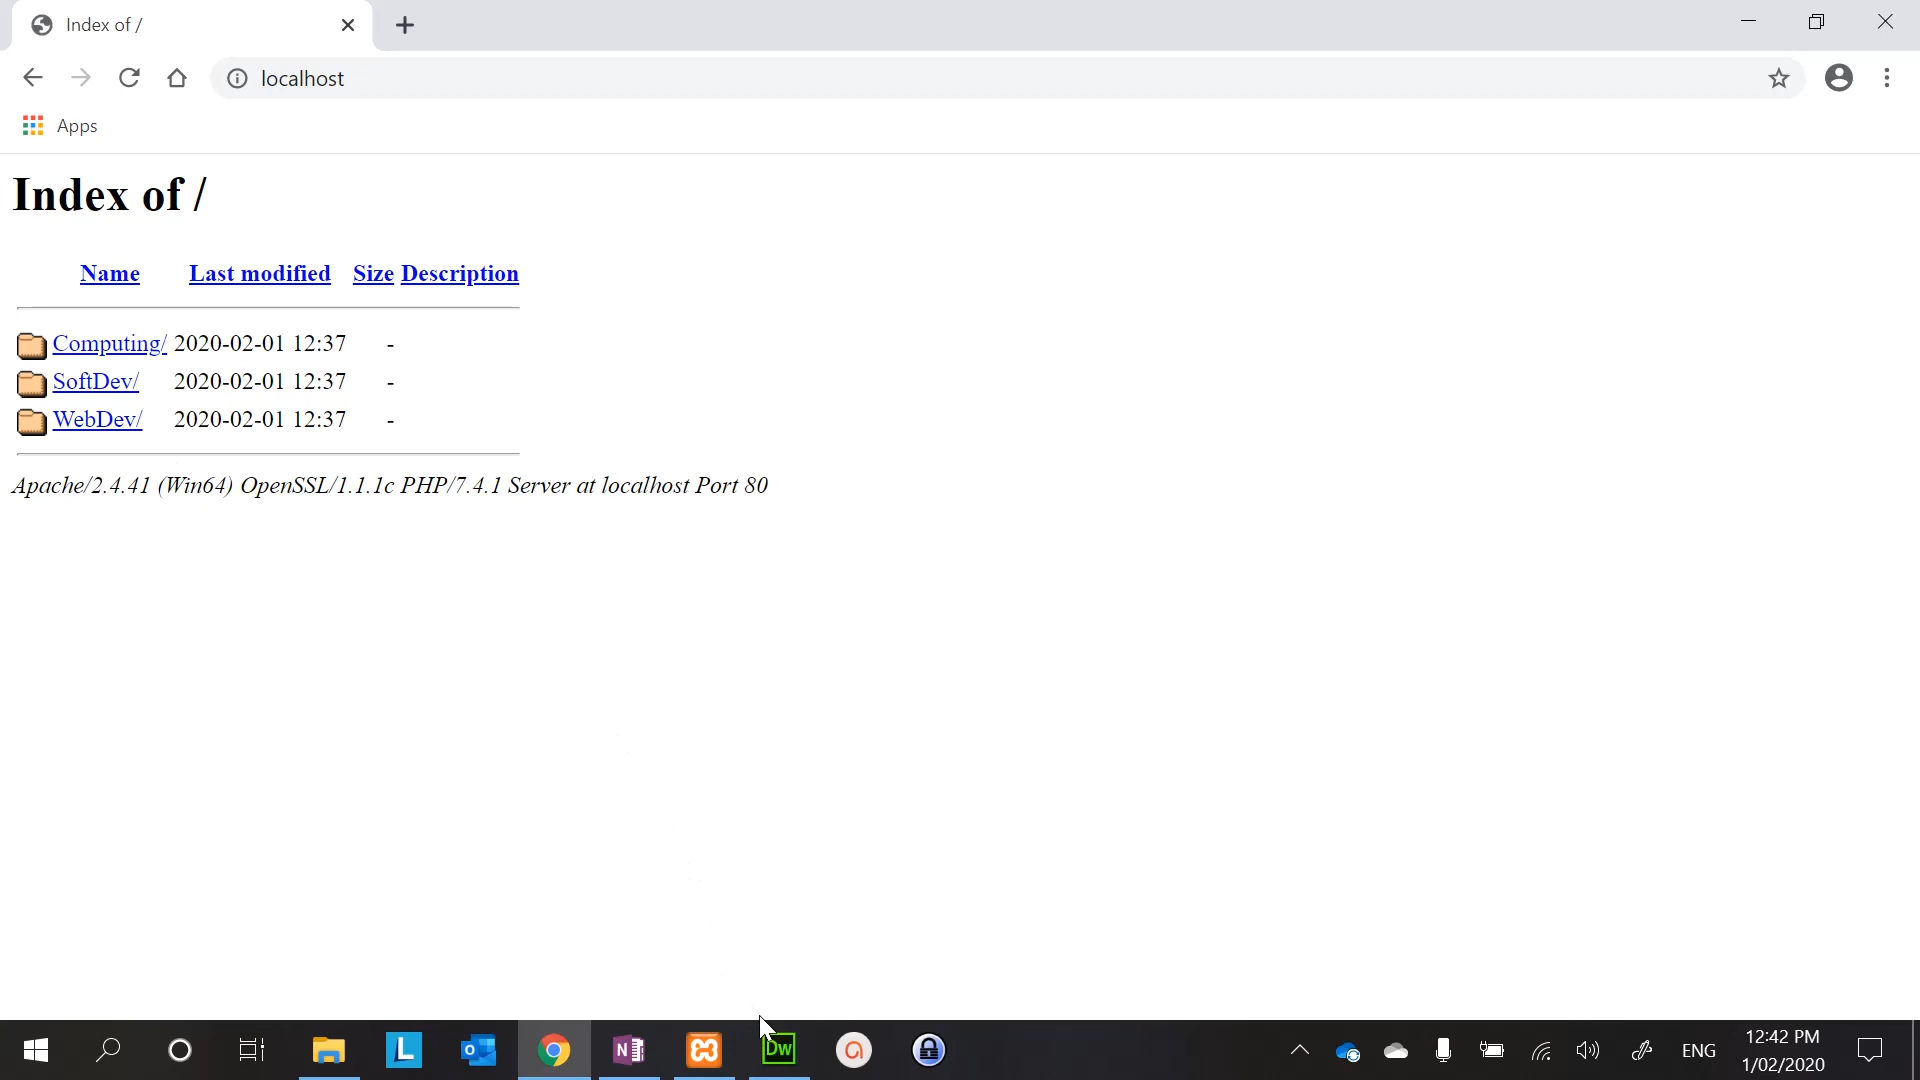 Index of /
localhost
Apps
Index of /
Name Last modified Size Description
Computing/ 2020-02-01 12:37 -
SoftDev/ 2020-02-01 12:37 -
WebDev/ 2020-02-01 12:37 -
Apache/2.4.41 (Win64) OpenSSL/1.1.1c PHP/7.4.1 Server at localhost Port 80
L
o
N
Dw
ENG
12:42 PM
1/02/2020